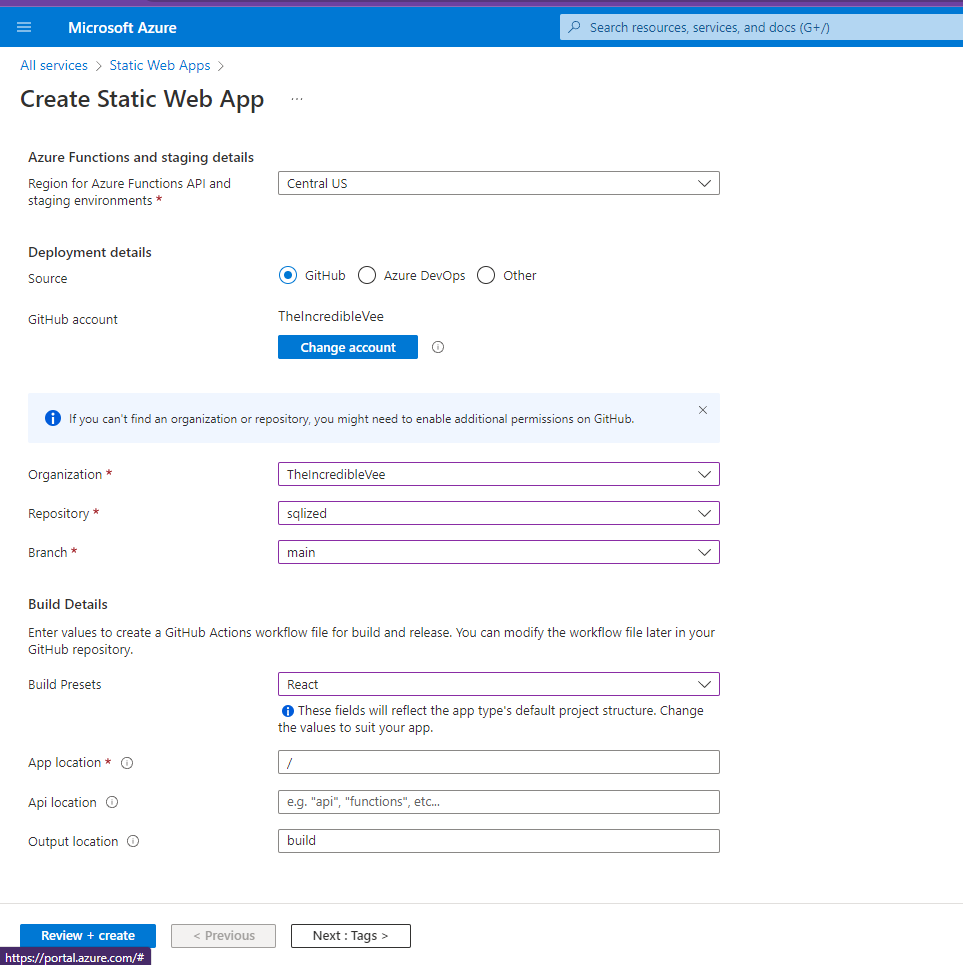 Microsoft Azure
Search resources, services, and docs (G+/)
All services > Static Web Apps >
Create Static Web App ...
Azure Functions and staging details
Region for Azure Functions API and
staging environments *
Central US
Deployment details
Source
GitHub
Azure DevOps
Other
GitHub account
TheIncredibleVee
Change account
If you can't find an organization or repository, you might need to enable additional permissions on GitHub.
Organization *
TheIncredibleVee
Repository *
sqlized
Branch *
main
Build Details
Enter values to create a GitHub Actions workflow file for build and release. You can modify the workflow file later in your
GitHub repository.
Build Presets
React
These fields will reflect the app type's default project structure. Change
the values to suit your app.
App location *
/
Api location
e.g. "api", "functions", etc...
Output location
build
Review + create
< Previous
Next : Tags >
https://portal.azure.com/#